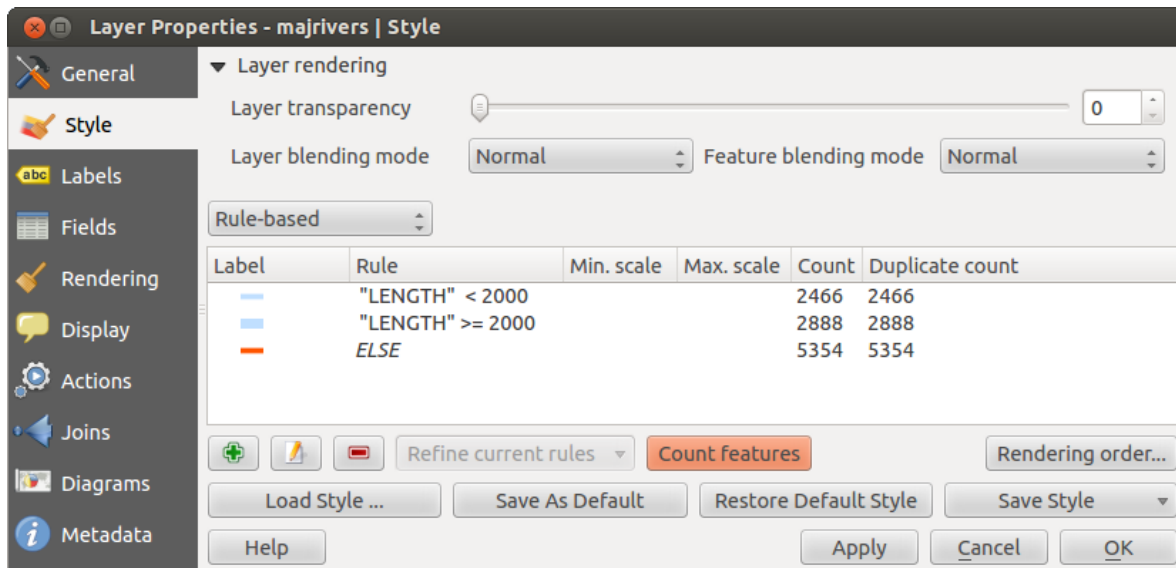 Layer Properties - majrivers | Style
General
Style
abc Labels
Fields
Rendering
Display
Actions
Joins
Diagrams
Metadata
Layer rendering
Layer transparency 0
Layer blending mode Normal Feature blending mode Normal
Rule-based
Label Rule Min. scale Max. scale Count Duplicate count
"LENGTH" < 2000 2466 2466
"LENGTH" >= 2000 2888 2888
ELSE 5354 5354
Refine current rules Count features Rendering order...
Load Style ... Save As Default Restore Default Style Save Style
Help Apply Cancel OK